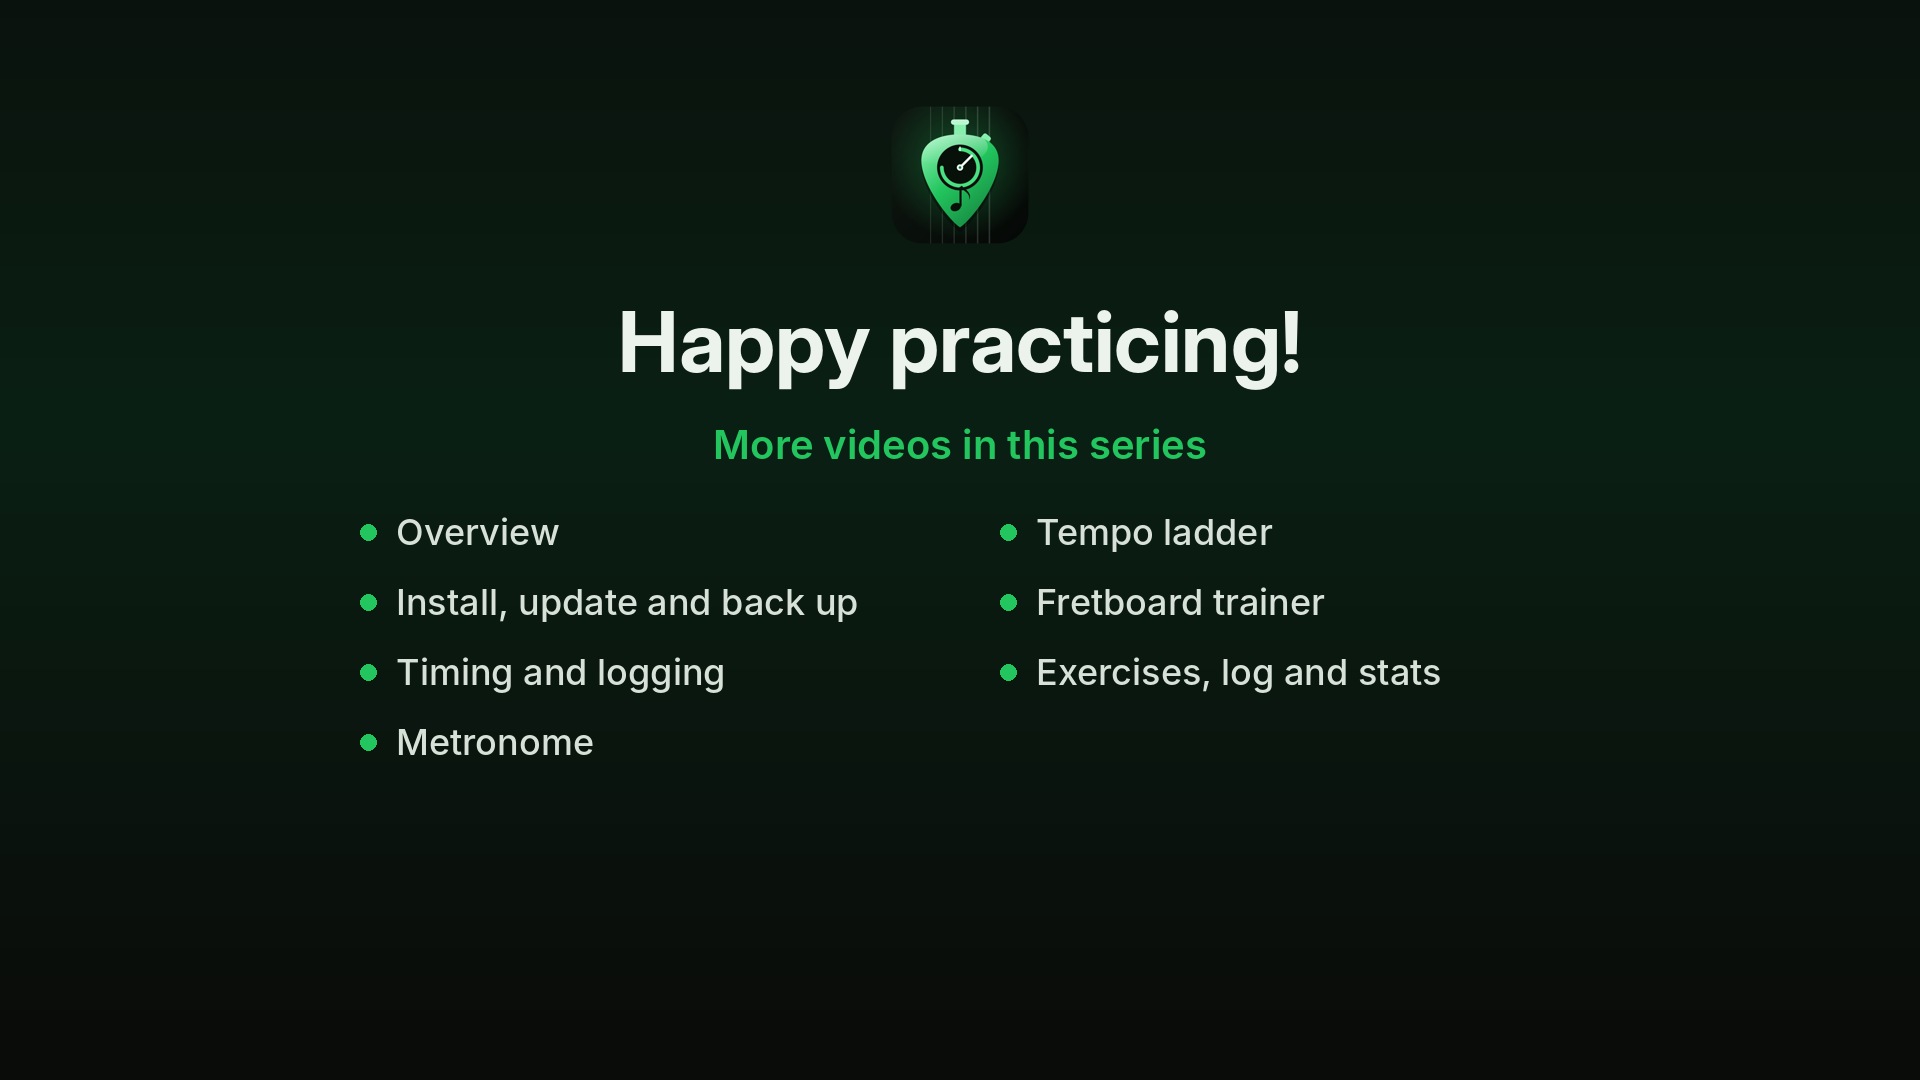 Happy practicing!
More videos in this series
Overview
Install, update and back up
Timing and logging
Metronome
Tempo ladder
Fretboard trainer
Exercises, log and stats